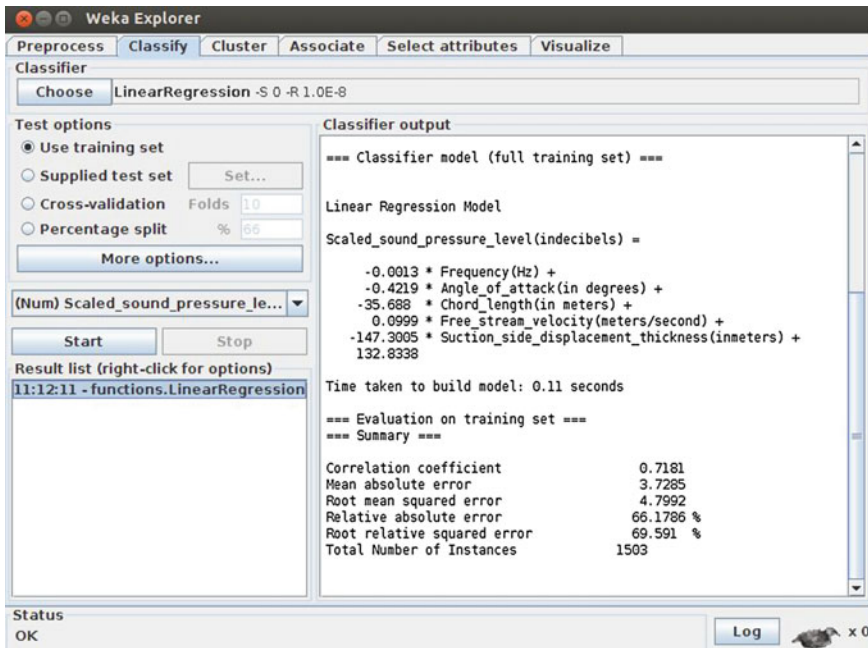 Weka Explorer
Preprocess Classify Cluster Associate Select attributes Visualize
Classifier
Choose LinearRegression -S 0 -R 1.0E-8
Test options
Use training set
Supplied test set Set...
Cross-validation Folds 10
Percentage split % 66
More options...
(Num) Scaled_sound_pressure_le...
Start Stop
Result list (right-click for options)
11:12:11 - functions.LinearRegression
Classifier output
=== Classifier model (full training set) ===
Linear Regression Model
Scaled_sound_pressure_level(indecibels) =
-0.0013 * Frequency(Hz) +
-0.4219 * Angle_of_attack(in degrees) +
-35.688 * Chord_length(in meters) +
0.0999 * Free_stream_velocity(meters/second) +
-147.3005 * Suction_side_displacement_thickness(inmeters) +
132.8338
Time taken to build model: 0.11 seconds
=== Evaluation on training set ===
=== Summary ===
Correlation coefficient 0.7181
Mean absolute error 3.7285
Root mean squared error 4.7992
Relative absolute error 66.1786 %
Root relative squared error 69.591 %
Total Number of Instances 1503
Status
OK
Log
x 0